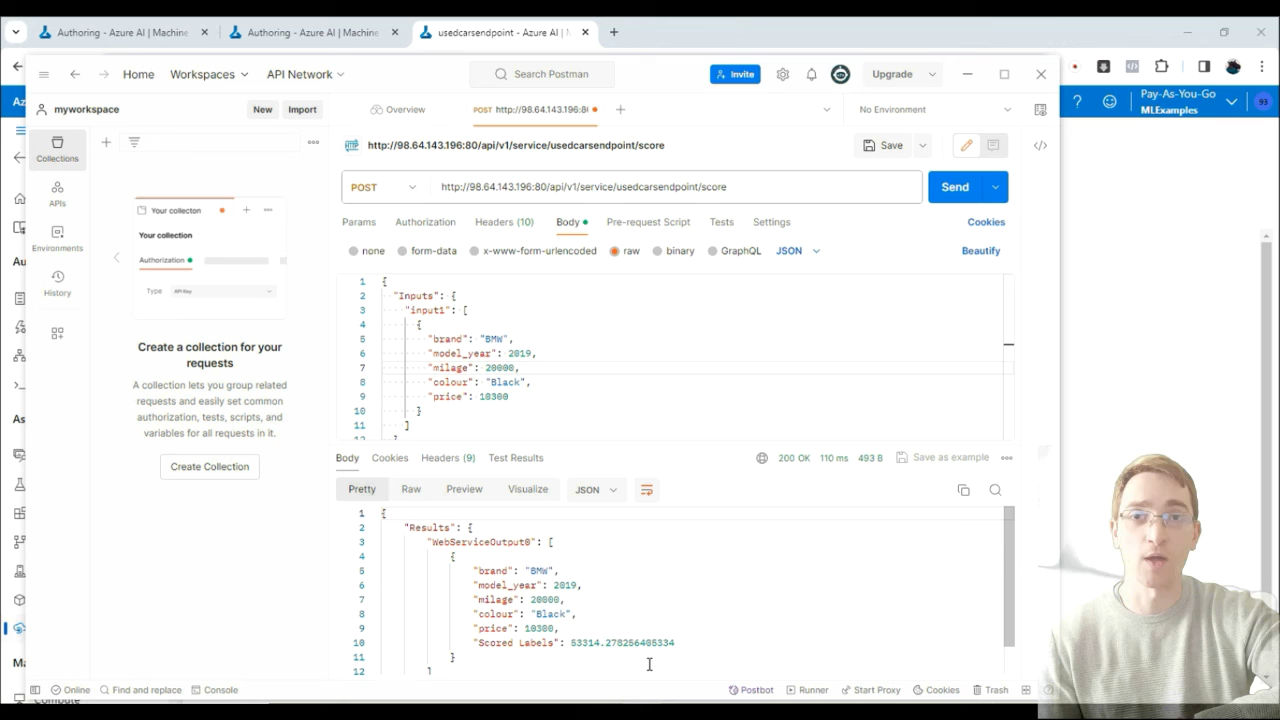 Authoring - Azure AI | Machine
Authoring - Azure AI | Machine
usedcarsendpoint - Azure AI |
Home
Workspaces
API Network
Search Postman
Invite
Upgrade
Pay-As-You-Go
MLExamples
93
myworkspace
New
Import
Overview
POST http://98.64.143.196:8
No Environment
Collections
APIs
Environments
History
Your collecton
Your collection
Authorization
Type
API Key
Create a collection for your
requests
A collection lets you group related
requests and easily set common
authorization, tests, scripts, and
variables for all requests in it.
Create Collection
HTTP
http://98.64.143.196:80/api/v1/service/usedcarsendpoint/score
Save
POST
http://98.64.143.196:80/api/v1/service/usedcarsendpoint/score
Send
Params
Authorization
Headers (10)
Body
Pre-request Script
Tests
Settings
Cookies
none
form-data
x-www-form-urlencoded
raw
binary
GraphQL
JSON
Beautify
1 {
2 "Inputs": {
3 "input1": [
4 {
5 "brand": "BMW",
6 "model_year": 2019,
7 "milage": 20000,
8 "colour": "Black",
9 "price": 10300
10 }
11 ]
12
Body
Cookies
Headers (9)
Test Results
200 OK
110 ms
493 B
Save as example
Pretty
Raw
Preview
Visualize
JSON
1 {
2 "Results": {
3 "WebServiceOutput0": [
4 {
5 "brand": "BMW",
6 "model_year": 2019,
7 "milage": 20000,
8 "colour": "Black",
9 "price": 10300,
10 "Scored Labels": 53314.278256405334
11 }
12 ]
Online
Find and replace
Console
Postbot
Runner
Start Proxy
Cookies
Trash